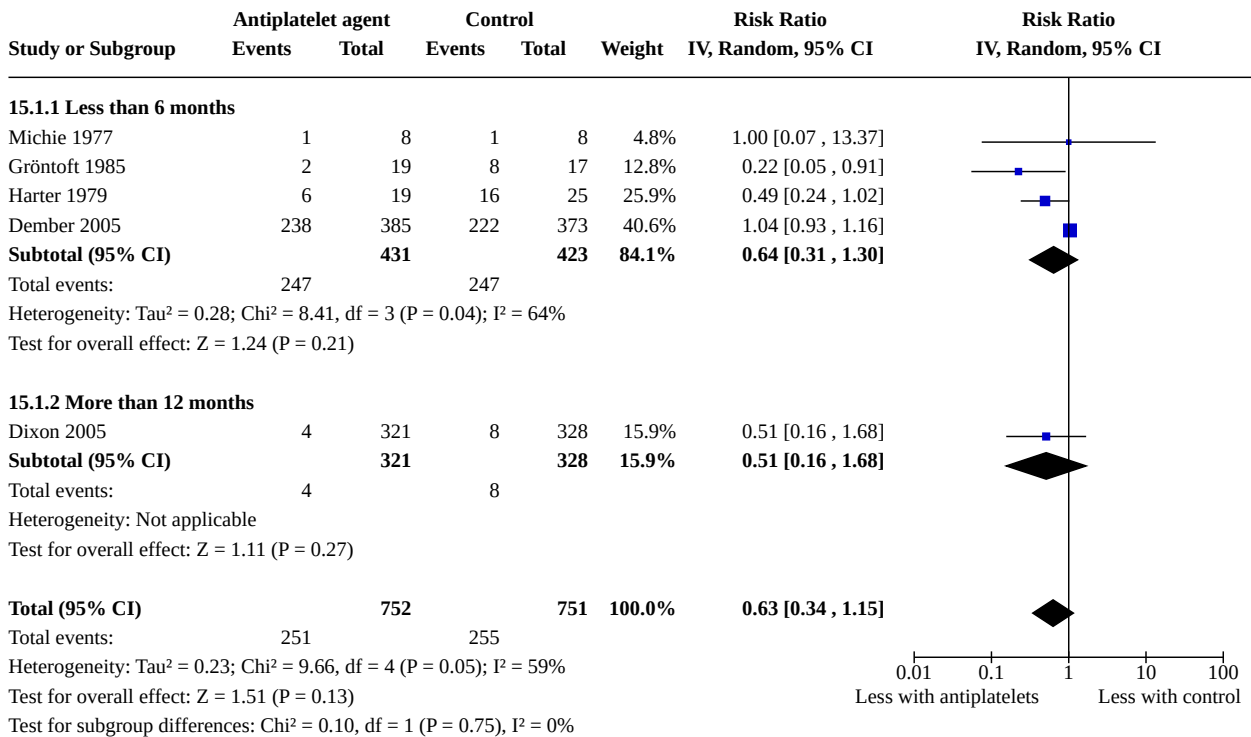 Antiplatelet agent Control Risk Ratio Risk Ratio
Study or Subgroup Events Total Events Total Weight IV, Random, 95% CI IV, Random, 95% CI
15.1.1 Less than 6 months
Michie 1977 1 8 1 8 4.8% 1.00 [0.07 , 13.37]
Gröntoft 1985 2 19 8 17 12.8% 0.22 [0.05 , 0.91]
Harter 1979 6 19 16 25 25.9% 0.49 [0.24 , 1.02]
Dember 2005 238 385 222 373 40.6% 1.04 [0.93 , 1.16]
Subtotal (95% CI) 431 423 84.1% 0.64 [0.31 , 1.30]
Total events: 247 247
Heterogeneity: Tau² = 0.28; Chi² = 8.41, df = 3 (P = 0.04); I² = 64%
Test for overall effect: Z = 1.24 (P = 0.21)
15.1.2 More than 12 months
Dixon 2005 4 321 8 328 15.9% 0.51 [0.16 , 1.68]
Subtotal (95% CI) 321 328 15.9% 0.51 [0.16 , 1.68]
Total events: 4 8
Heterogeneity: Not applicable
Test for overall effect: Z = 1.11 (P = 0.27)
Total (95% CI) 752 751 100.0% 0.63 [0.34 , 1.15]
Total events: 251 255
Heterogeneity: Tau² = 0.23; Chi² = 9.66, df = 4 (P = 0.05); I² = 59%
0.01 0.1 1 10 100
Test for overall effect: Z = 1.51 (P = 0.13)
Less with antiplatelets Less with control
Test for subgroup differences: Chi² = 0.10, df = 1 (P = 0.75), I² = 0%